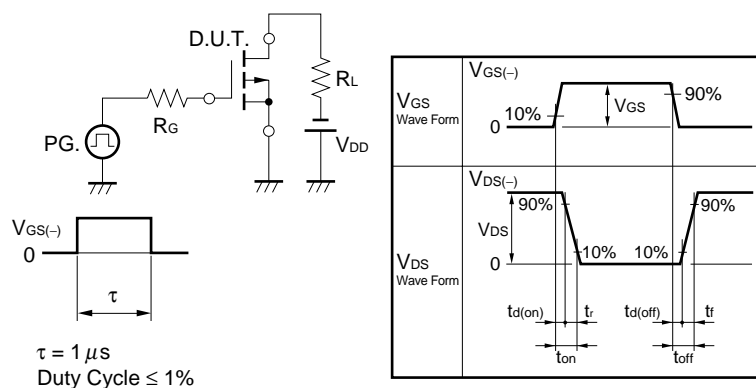 D.U.T.
RL
RG
PG.
VDD
VGS(−)
0
τ
τ = 1 μs
Duty Cycle ≤ 1%
VGS
Wave Form
VGS(−)
10%
VGS
90%
0
VDS
Wave Form
VDS(−)
90%
90%
VDS
10%
10%
0
td(on)
tr
td(off)
tf
ton
toff